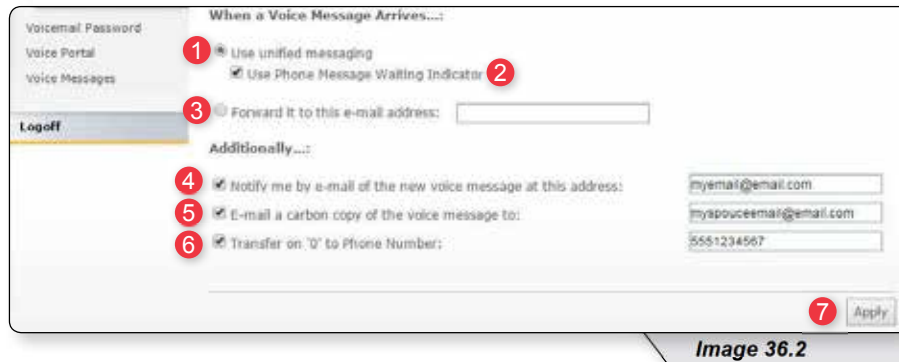 When a Voice Message Arrives...:
Voicemail Password
Voice Portal
Voice Messages
Logoff
1 Use unified messaging
Use Phone Message Waiting Indicator 2
3 Forward it to this e-mail address:
Additionally...:
4 Notify me by e-mail of the new voice message at this address: myemail@email.com
5 E-mail a carbon copy of the voice message to: myspouceemail@email.com
6 Transfer on '0' to Phone Number: 5551234567
7 Apply
Image 36.2